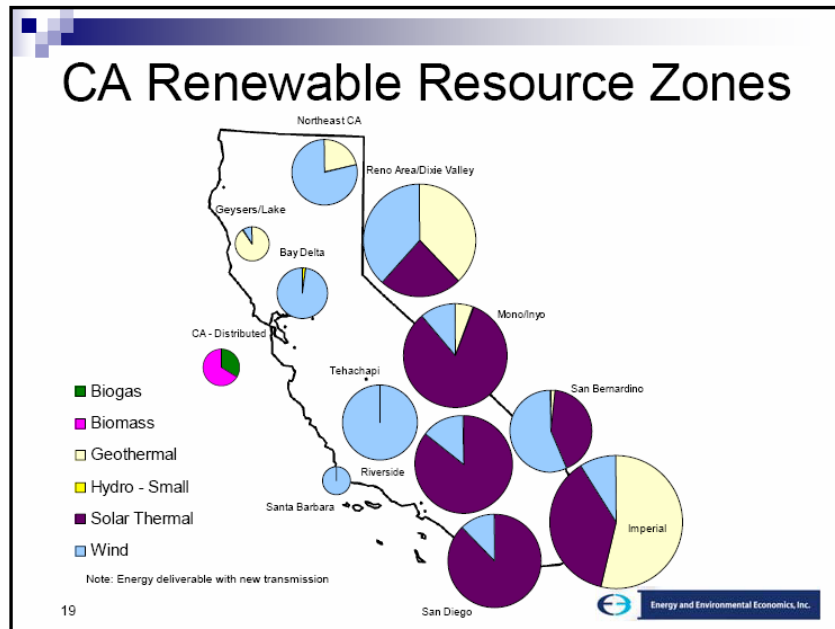 CA Renewable Resource Zones
Northeast CA
Reno Area/Dixie Valley
Geysers/Lake
Bay Delta
Mono/Inyo
CA - Distributed
Tehachapi
San Bernardino
Biogas
Biomass
Geothermal
Hydro - Small
Solar Thermal
Wind
Riverside
Santa Barbara
Imperial
San Diego
Note: Energy deliverable with new transmission
19
Energy and Environmental Economics, Inc.